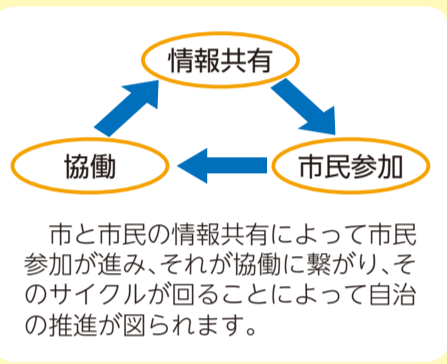 情報共有
協働
市民参加
市と市民の情報共有によって市民
参加が進み、それが協働に繋がり、そ
のサイクルが回ることによって自治
の推進が図られます。